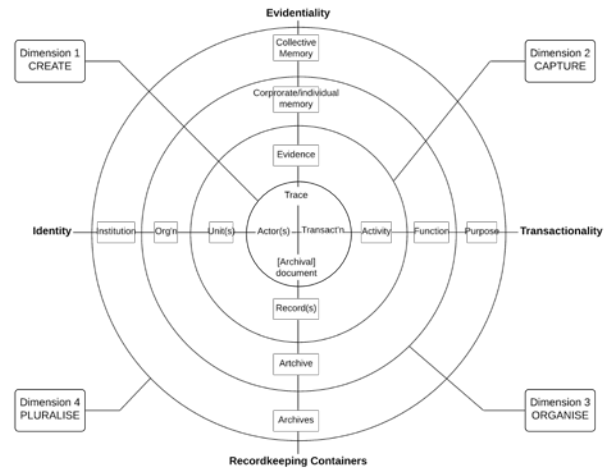 Evidentiality
Dimension 1
CREATE
Collective
Memory
Dimension 2
CAPTURE
Corprorate/individual
memory
Evidence
Trace
Identity
Institution
Org'n
Unit(s)
Actor(s)
Transact'n
Activity
Function
Purpose
Transactionality
[Archival]
document
Record(s)
Artchive
Dimension 4
PLURALISE
Archives
Dimension 3
ORGANISE
Recordkeeping Containers